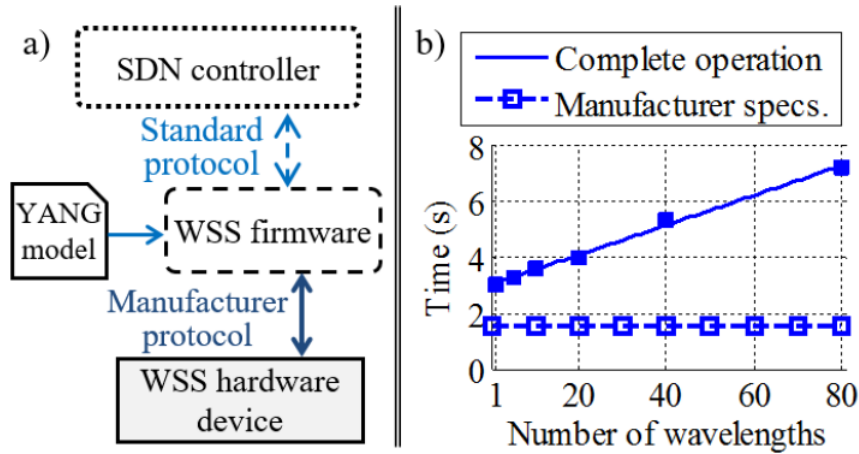 a)
SDN controller
Standard
protocol
YANG
model
WSS firmware
Manufacturer
protocol
WSS hardware
device
b)
Complete operation
Manufacturer specs.
Time (s)
8
6
4
2
0
1
20
40
60
80
Number of wavelengths